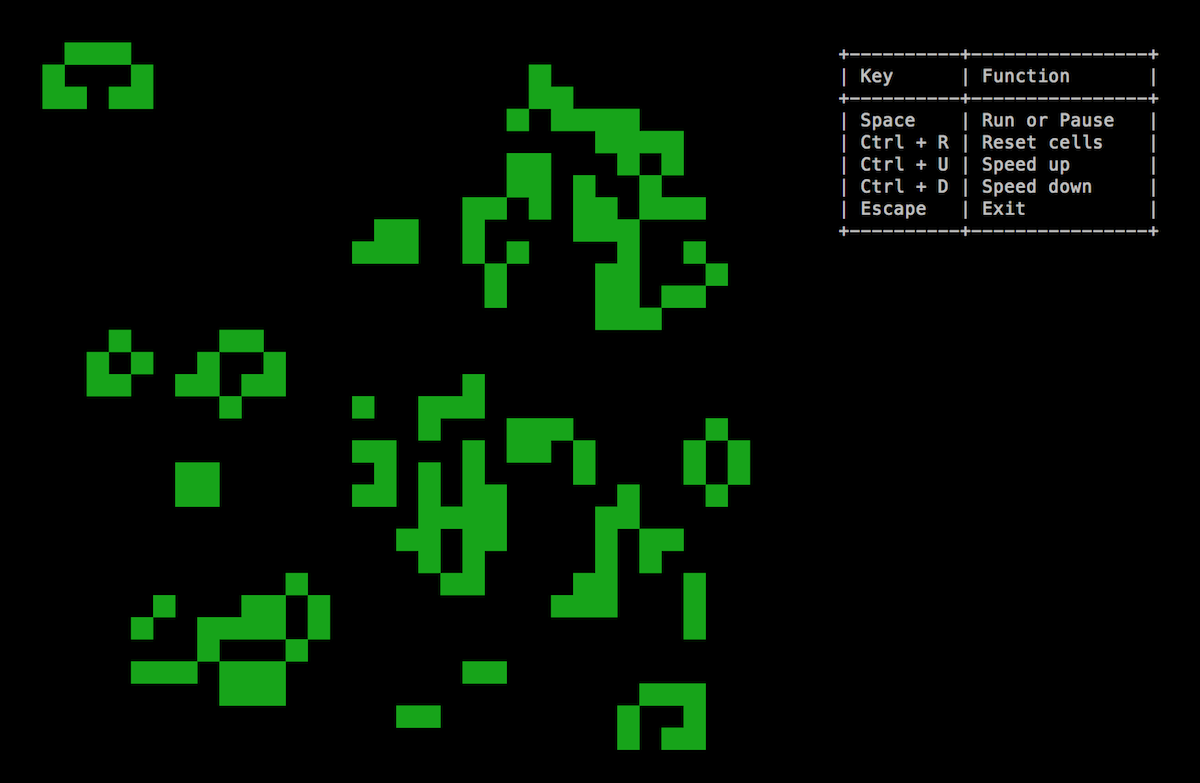 +----------+----------------+
| Key      | Function       |
+----------+----------------+
| Space    | Run or Pause   |
| Ctrl + R | Reset cells    |
| Ctrl + U | Speed up       |
| Ctrl + D | Speed down     |
| Escape   | Exit           |
+----------+----------------+